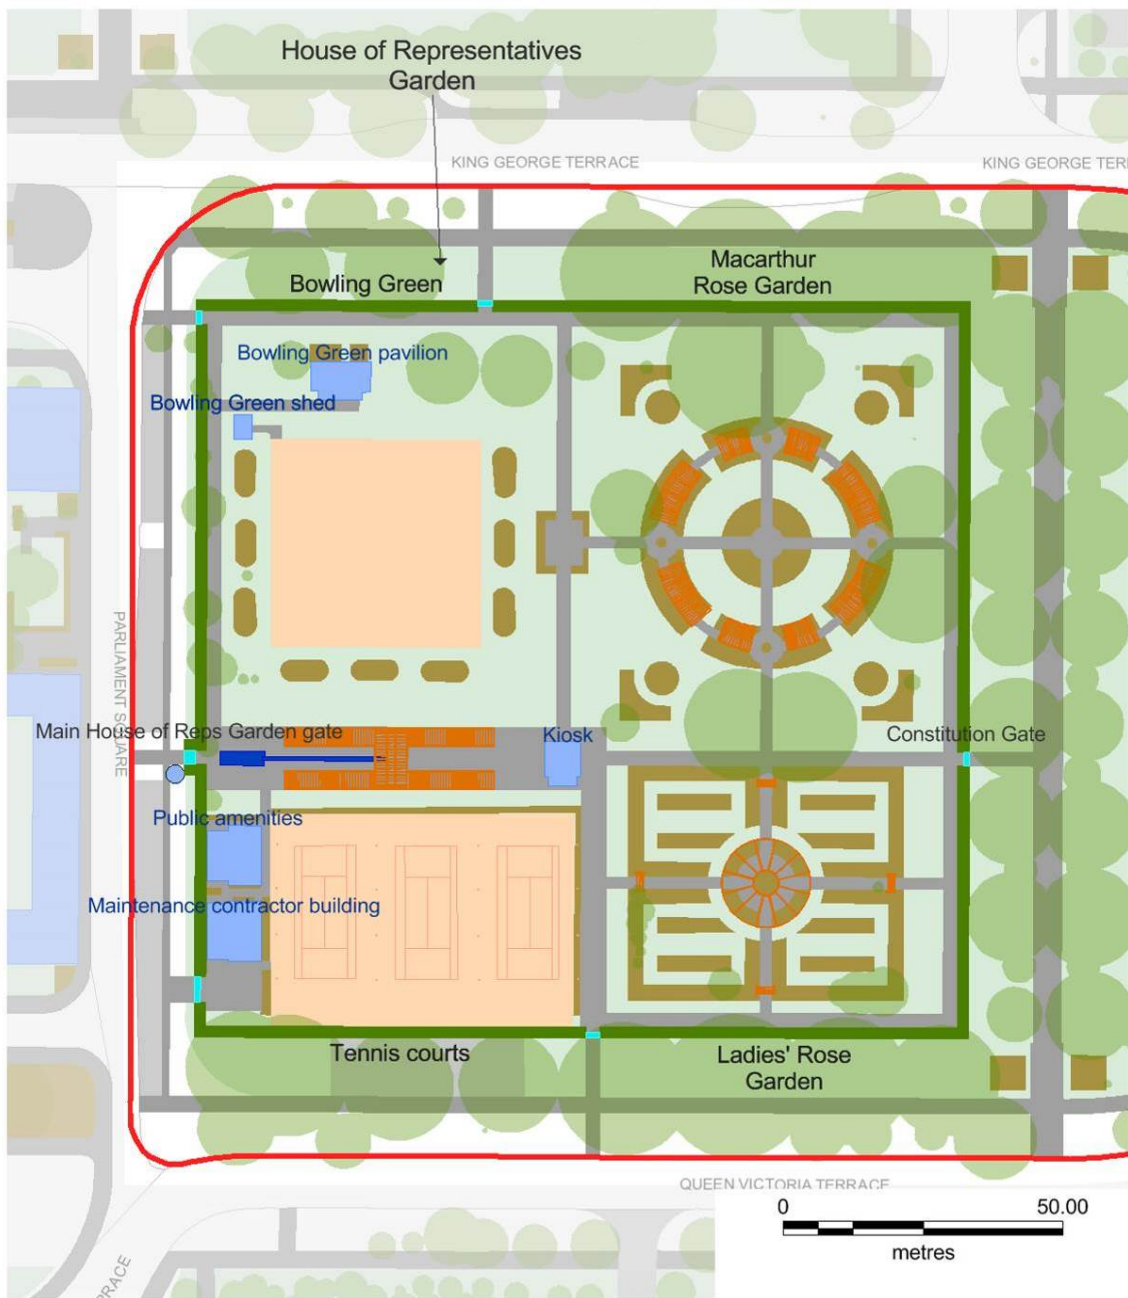 House of Representatives
Garden
KING GEORGE TERRACE
KING GEORGE TER
Bowling Green
Macarthur
Rose Garden
Bowling Green pavilion
Bowling Green shed
PARLIAMENT SQUARE
Main House of Reps Garden gate
Kiosk
Constitution Gate
Public amenities
Maintenance contractor building
Tennis courts
Ladies' Rose
Garden
QUEEN VICTORIA TERRACE
0 50.00
metres
RRACE